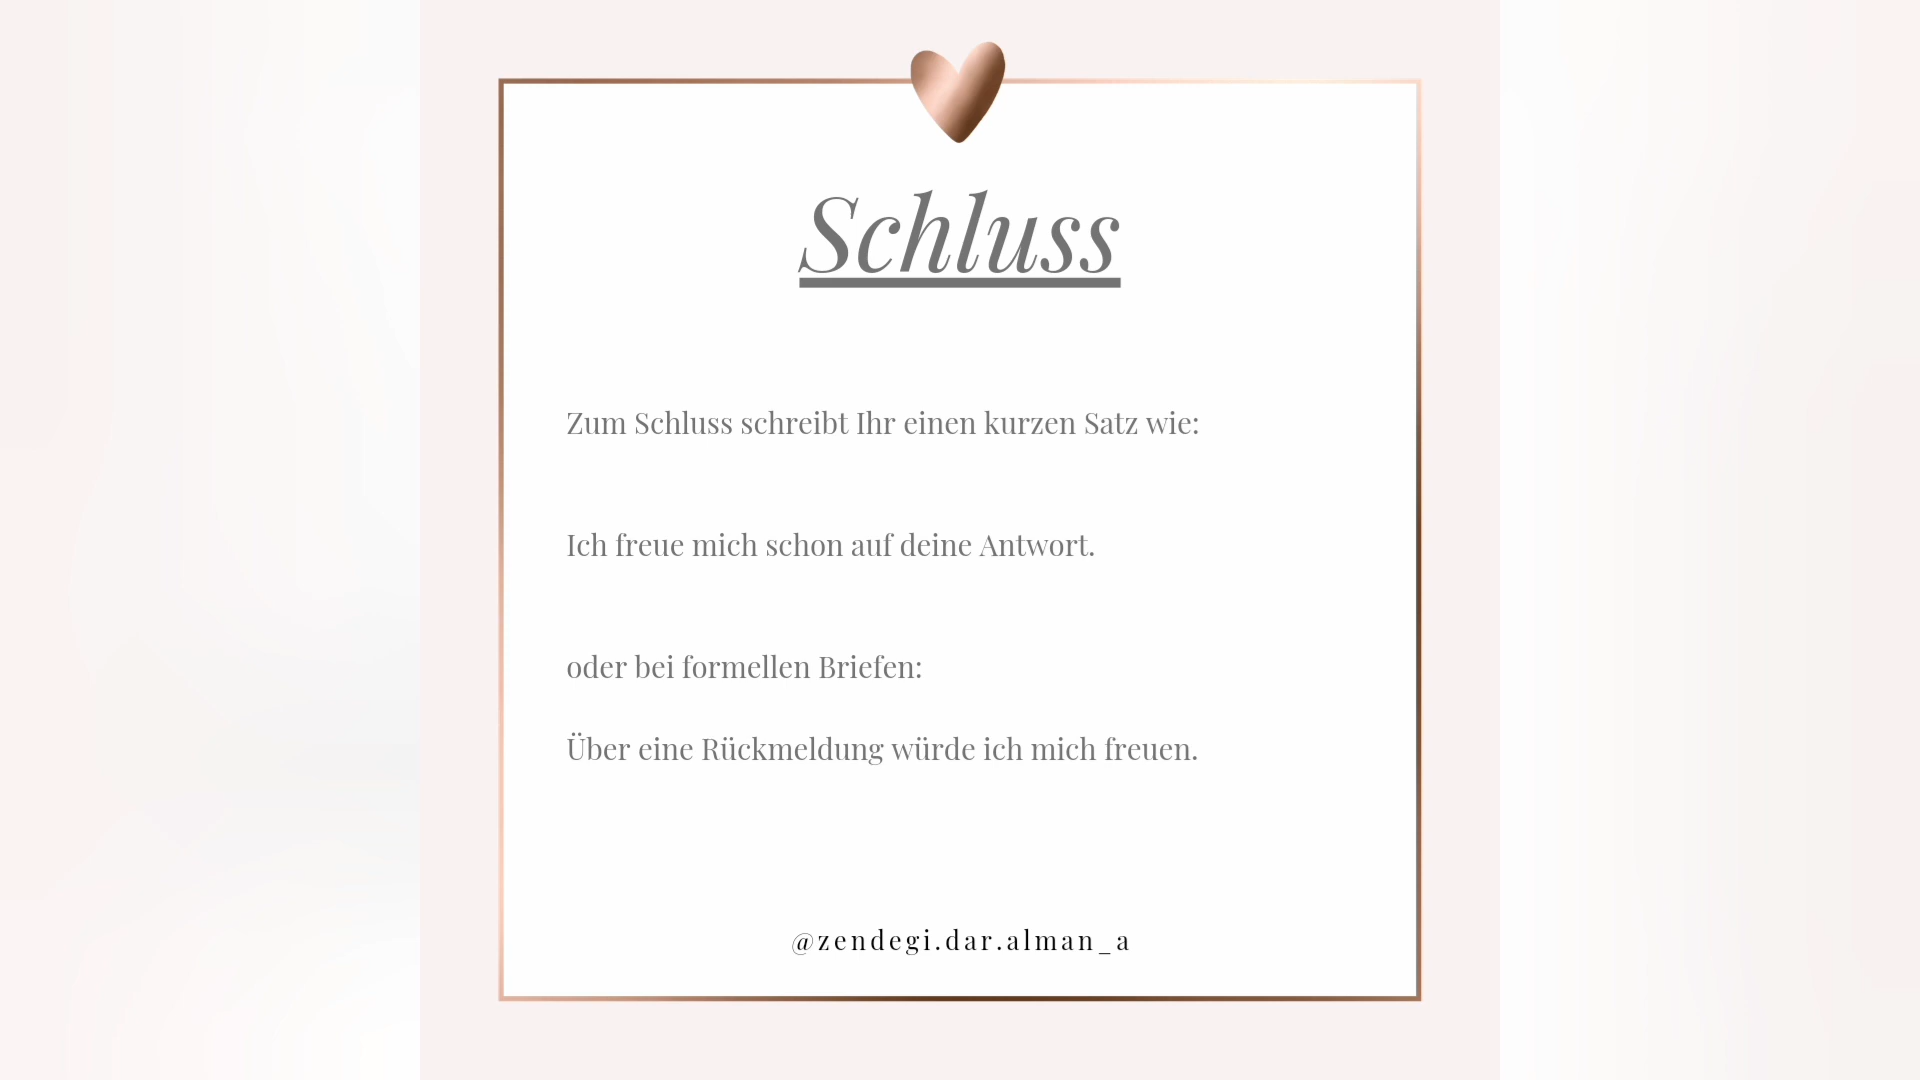 Schluss
Zum Schluss schreibt Ihr einen kurzen Satz wie:
Ich freue mich schon auf deine Antwort.
oder bei formellen Briefen:
Über eine Rückmeldung würde ich mich freuen.
@zendegi.dar.alman_a